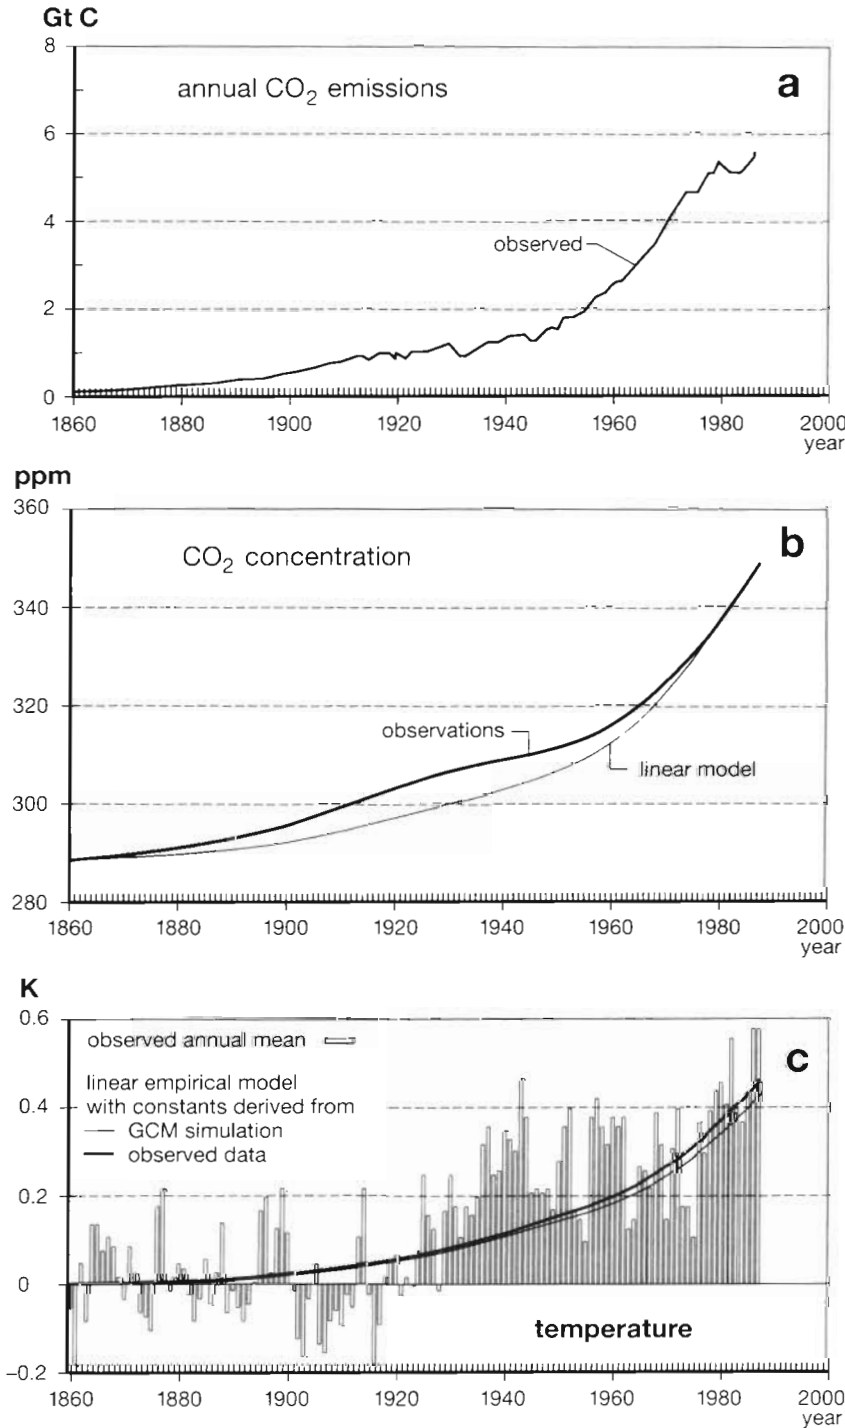 Gt C
a
annual CO₂ emissions
8
6
4
observed
2
0
1860 1880 1900 1920 1940 1960 1980 2000
year
ppm
360
b
CO₂ concentration
340
320
observations
linear model
300
280
1860 1880 1900 1920 1940 1960 1980 2000
year
K
0.6
observed annual mean
c
linear empirical model
with constants derived from
0.4
GCM simulation
observed data
0.2
0
temperature
−0.2
1860 1880 1900 1920 1940 1960 1980 2000
year